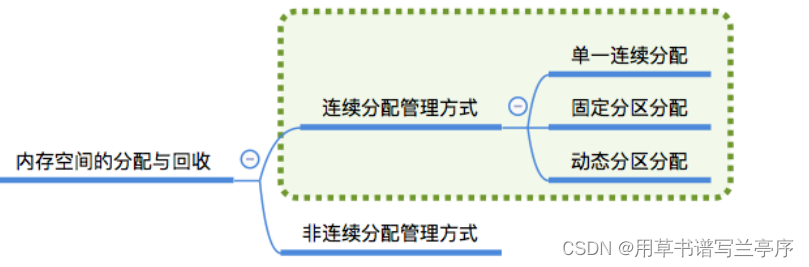 内存空间的分配与回收
连续分配管理方式
单一连续分配
固定分区分配
动态分区分配
非连续分配管理方式
CSDN @用草书谱写兰亭序